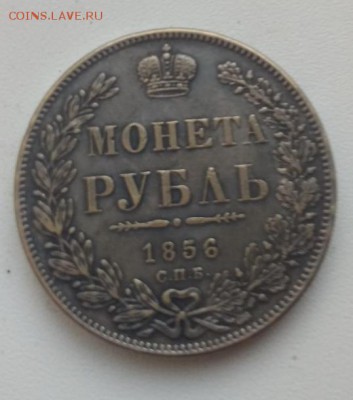 COINS.LAVE.RU
МОНЕТА
РУБЛЬ
1856
С.П.Б.